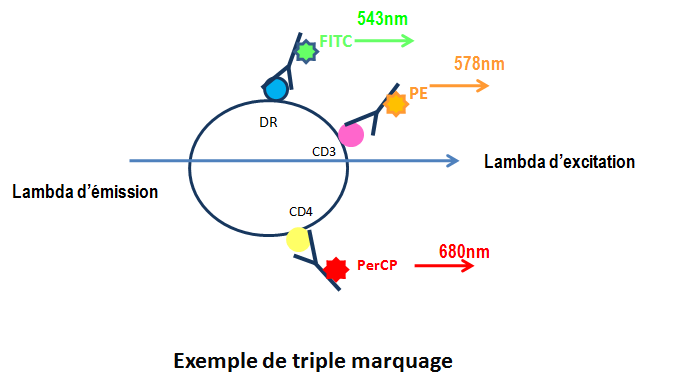 543nm
FITC
578nm
PE
DR
CD3
Lambda d'excitation
Lambda d'émission
CD4
680nm
PerCP
Exemple de triple marquage